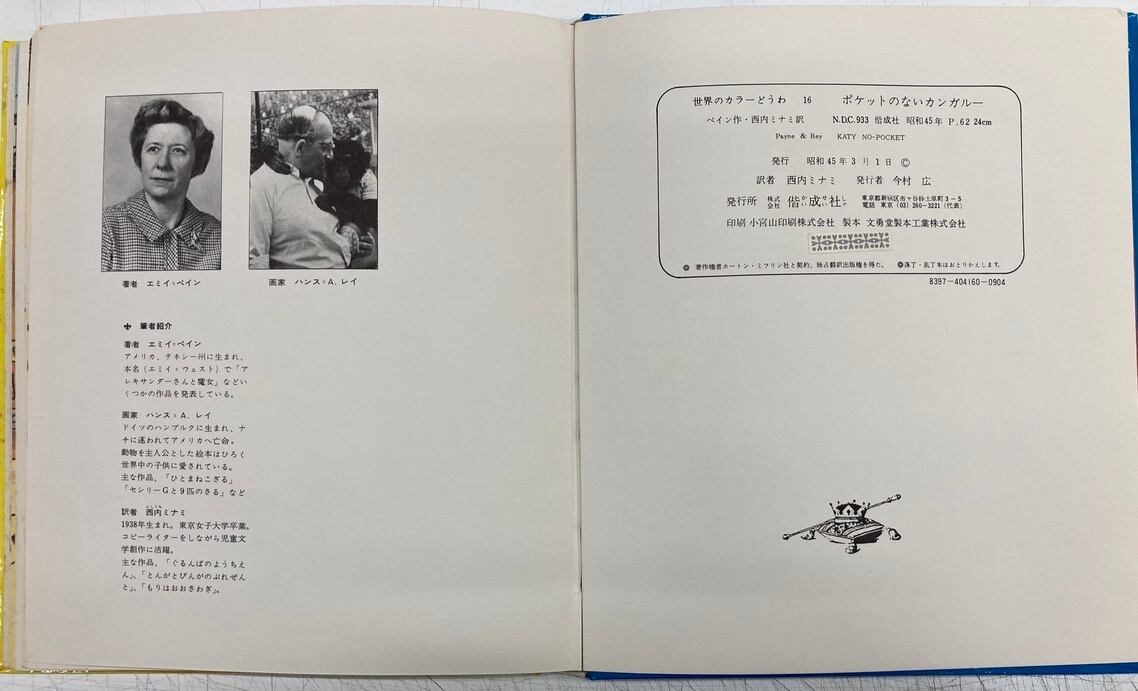 著者 エミイ=ペイン
画家 ハンス=A. レイ
筆者紹介
著者 エミイ=ペイン
アメリカ、テネシー州に生まれ、
本名(エミイ=ウェスト)で「ア
レキサンダーさんと魔女」などい
くつかの作品を発表している。
画家 ハンス=A. レイ
ドイツのハンブルクに生まれ、ナ
チに逐われてアメリカへ亡命。
動物を主人公とした絵本はひろく
世界中の子供に愛されている。
主な作品、「ひとまねこざる」
「セシリーGと9匹のさる」など
訳者 西内ミナミ
1938年生まれ。東京女子大学卒業。
コピーライターをしながら児童文
学創作に活躍。
主な作品、「ぐるんぱのようちえ
ん」、「とんがとぴんがのぷれぜん
と」、「もりはおおさわぎ」。
世界のカラーどうわ 16 ポケットのないカンガルー
ペイン作・西内ミナミ訳 N.D.C.933 偕成社 昭和45年 P.62 24cm
Payne & Rey KATY NO-POCKET
発行 昭和45年3月1日 ©
訳者 西内ミナミ 発行者 今村 広
発行所 株式会社 偕成社 東京都新宿区市ヶ谷砂土原町3-5
電話 東京(03)260-3221(代表)
印刷 小宮山印刷株式会社 製本 文勇堂製本工業株式会社
著作権者ホートン・ミフリン社と契約、独占翻訳出版権を得た。 落丁・乱丁本はおとりかえします。
8397-404160-0904